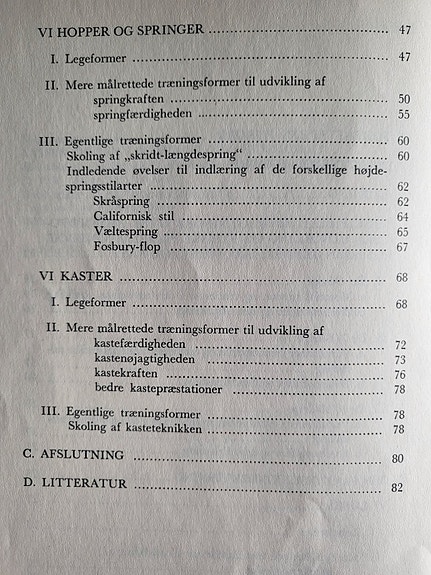 VI HOPPER OG SPRINGER ........................................ 47
I. Legeformer ........................................ 47
II. Mere målrettede træningsformer til udvikling af
springkraften ........................................ 50
springfærdigheden ........................................ 55
III. Egentlige træningsformer ........................................ 60
Skoling af „skridt-længdespring“ ........................................ 60
Indledende øvelser til indlæring af de forskellige højde-
springsstilarter ........................................ 62
Skråspring ........................................ 62
Californisk stil ........................................ 64
Væltespring ........................................ 65
Fosbury-flop ........................................ 67
VI KASTER ........................................ 68
I. Legeformer ........................................ 68
II. Mere målrettede træningsformer til udvikling af
kastefærdigheden ........................................ 72
kastenøjagtigheden ........................................ 73
kastekraften ........................................ 76
bedre kastepræstationer ........................................ 78
III. Egentlige træningsformer ........................................ 78
Skoling af kasteteknikken ........................................ 78
C. AFSLUTNING ........................................ 80
D. LITTERATUR ........................................ 82